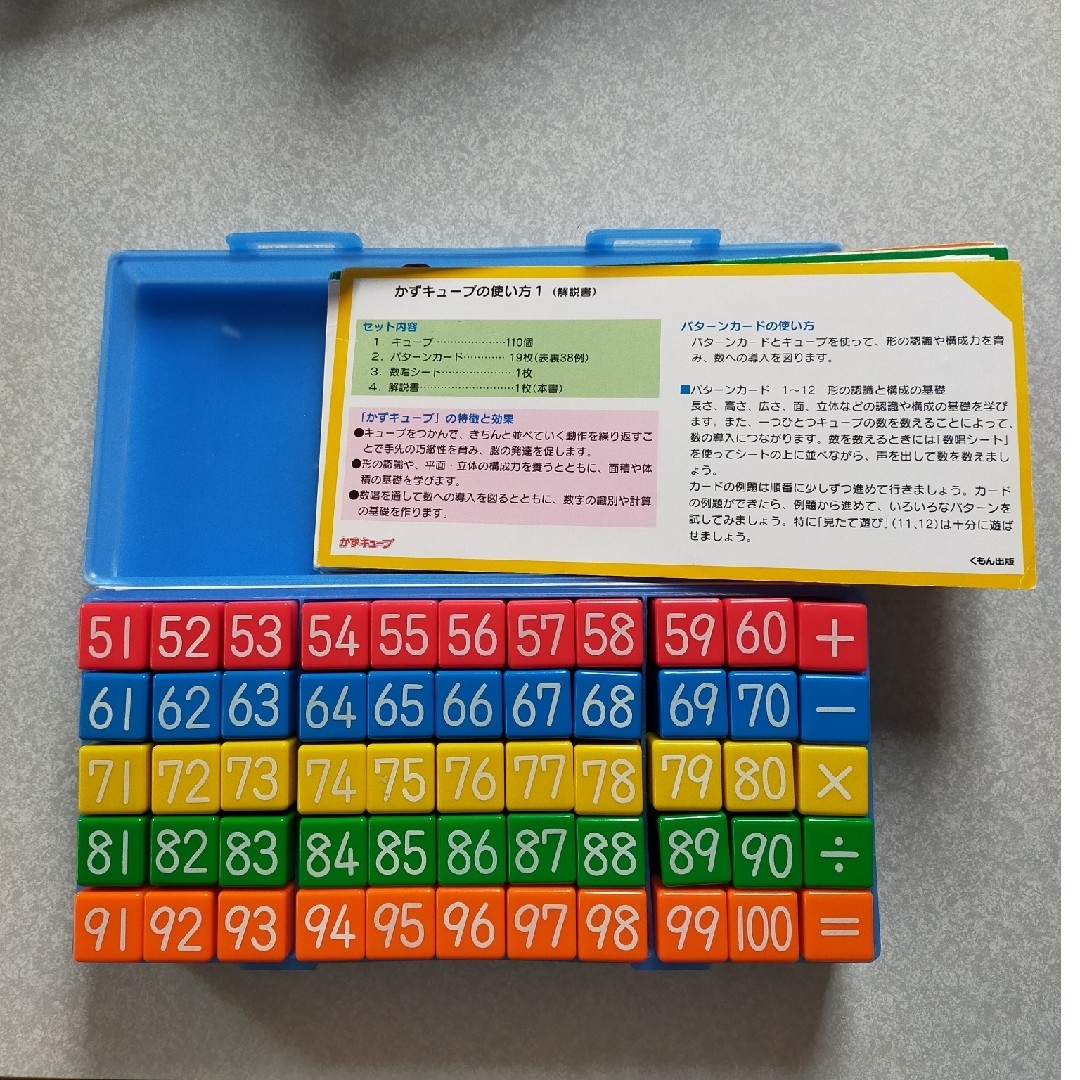 かずキューブの使い方1（解説書）
セット内容
1．キューブ…………………110個
2．パターンカード…………19枚(表裏38例)
3．数唱シート…………………1枚
4．解説書………………………1枚(本書)
「かずキューブ」の特徴と効果
●キューブをつかんで、きちんと並べていく動作を繰り返すこ
とで手先の巧緻性を育み、脳の発達を促します。
●形の認識や、平面・立体の構成力を養うとともに、面積や体
積の基礎を学びます。
●数唱を通して数への導入を図るとともに、数字の識別や計算
の基礎を作ります。
かずキューブ
パターンカードの使い方
パターンカードとキューブを使って、形の認識や構成力を育
み、数への導入を図ります。
■パターンカード 1～12 形の認識と構成の基礎
長さ、高さ、広さ、面、立体などの認識や構成の基礎を学び
ます。また、一つひとつキューブの数を数えることによって、
数の導入につながります。数を数えるときには「数唱シート」
を使ってシートの上に並べながら、声を出して数を数えまし
ょう。
カードの例題は順番に少しずつ進めて行きましょう。カード
の例題ができたら、例題から進めて、いろいろなパターンを
試してみましょう。特に「見たて遊び」(11、12)は十分に遊ば
せましょう。
くもん出版
51 52 53 54 55 56 57 58 59 60 +
61 62 63 64 65 66 67 68 69 70 −
71 72 73 74 75 76 77 78 79 80 ×
81 82 83 84 85 86 87 88 89 90 ÷
91 92 93 94 95 96 97 98 99 100 =